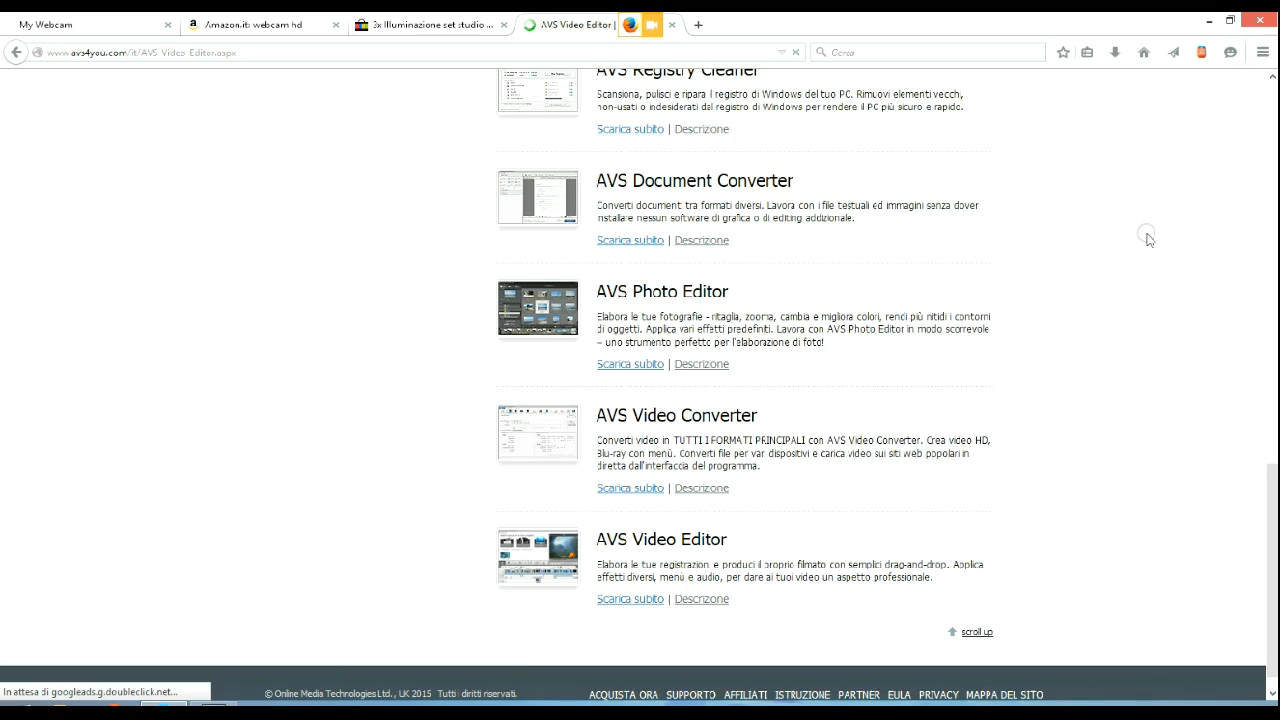 My Webcam
Amazon.it: webcam hd
3x Illuminazione set studio ...
AVS Video Editor |
www.avs4you.com/it/AVS-Video-Editor.aspx
Cerca
AVS Registry Cleaner
Scansiona, pulisci e ripara il registro di Windows del tuo PC. Rimuovi elementi vecchi,
non-usati o indesiderati dal registro di Windows per rendere il PC più sicuro e rapido.
Scarica subito | Descrizione
AVS Document Converter
Converti documenti tra formati diversi. Lavora con i file testuali ed immagini senza dover
installare nessun software di grafica o di editing addizionale.
Scarica subito | Descrizione
AVS Photo Editor
Elabora le tue fotografie - ritaglia, zooma, cambia e migliora colori, rendi più nitidi i contorni
di oggetti. Applica vari effetti predefiniti. Lavora con AVS Photo Editor in modo scorrevole
– uno strumento perfetto per l'elaborazione di foto!
Scarica subito | Descrizione
AVS Video Converter
Converti video in TUTTI I FORMATI PRINCIPALI con AVS Video Converter. Crea video HD,
Blu-ray con menù. Converti file per vari dispositivi e carica video sui siti web popolari in
diretta dall'interfaccia del programma.
Scarica subito | Descrizione
AVS Video Editor
Elabora le tue registrazioni e produci il proprio filmato con semplici drag-and-drop. Applica
effetti diversi, menù e audio, per dare ai tuoi video un aspetto professionale.
Scarica subito | Descrizione
scroll up
In attesa di googleads.g.doubleclick.net...
© Online Media Technologies Ltd., UK 2015 Tutti i diritti riservati.
ACQUISTA ORA SUPPORTO AFFILIATI ISTRUZIONE PARTNER EULA PRIVACY MAPPA DEL SITO